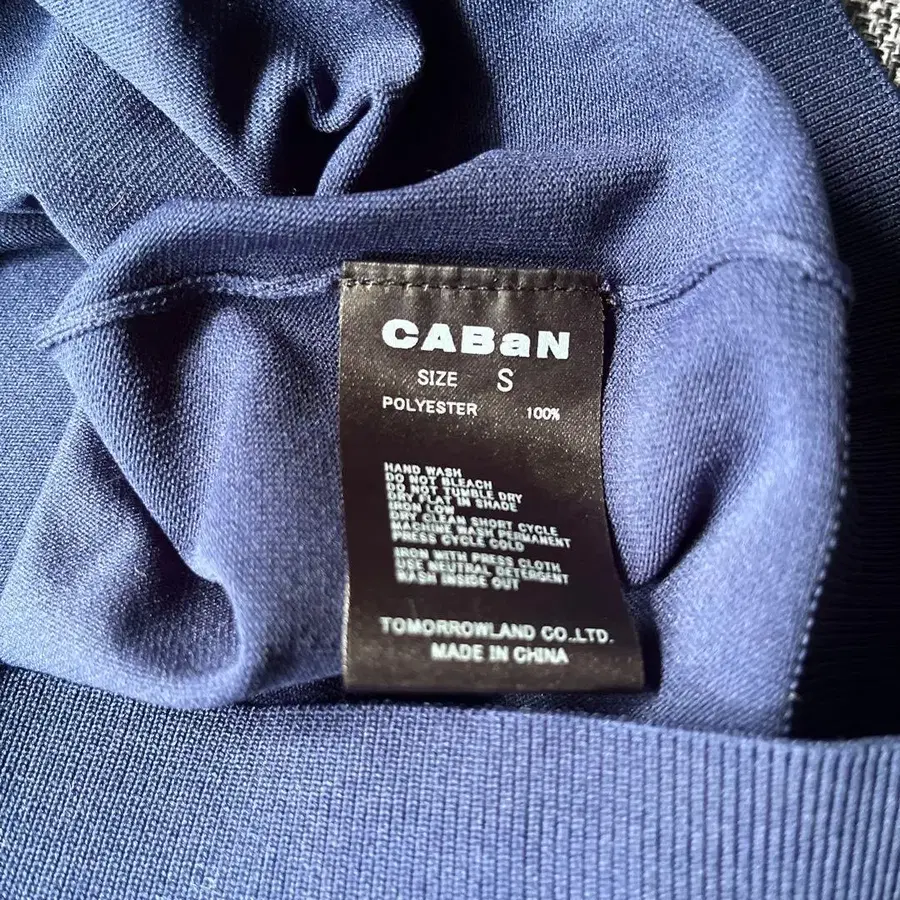 CABaN
SIZE S
POLYESTER 100%
HAND WASH
DO NOT BLEACH
DO NOT TUMBLE DRY
DRY FLAT IN SHADE
IRON LOW
DRY CLEAN SHORT CYCLE
MACHINE WASH PERMANENT
PRESS CYCLE COLD
IRON WITH PRESS CLOTH
USE NEUTRAL DETERGENT
WASH INSIDE OUT
TOMORROWLAND CO.,LTD.
MADE IN CHINA